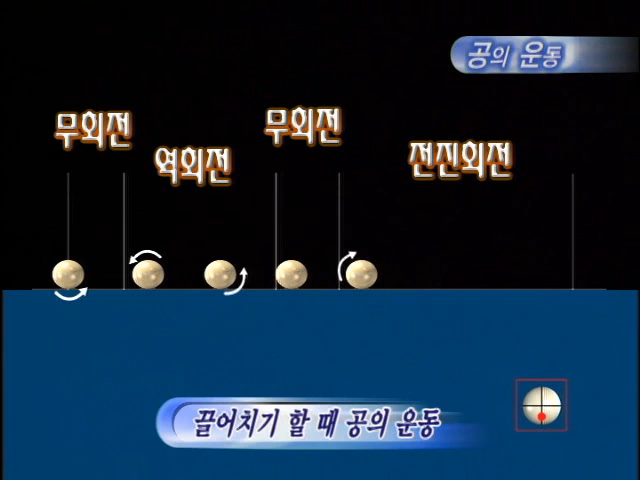 공의 운동
무회전
역회전
무회전
전진회전
끌어치기 할 때 공의 운동